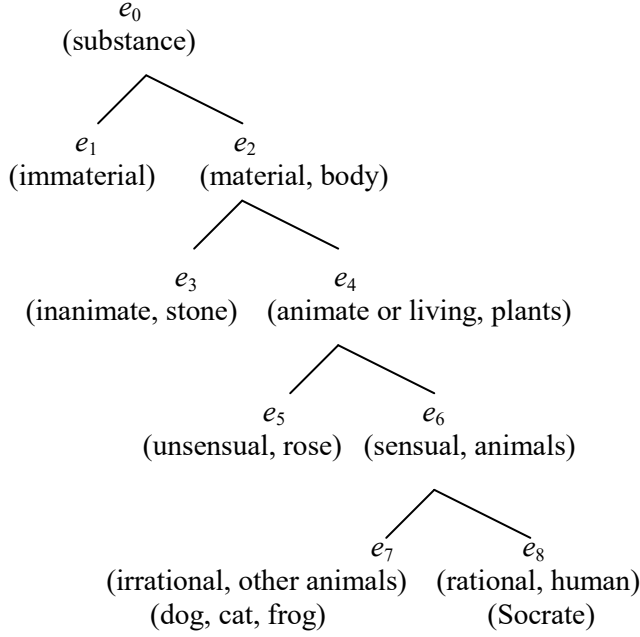 e0
(substance)
e1 e2
(immaterial) (material, body)
e3 e4
(inanimate, stone) (animate or living, plants)
e5 e6
(unsensual, rose) (sensual, animals)
e7 e8
(irrational, other animals) (rational, human)
(dog, cat, frog) (Socrate)